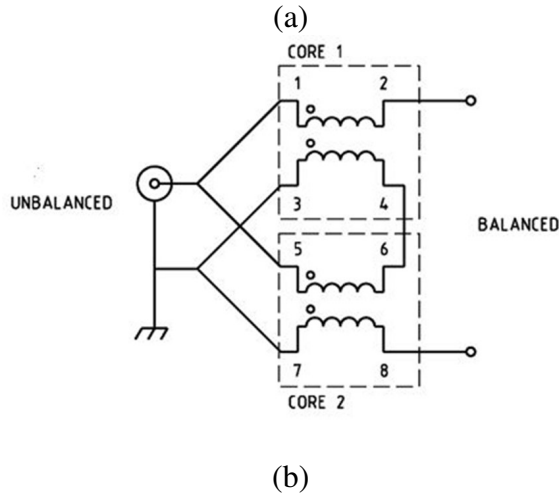 (a)
CORE 1
1 2
3 4
UNBALANCED
BALANCED
5 6
7 8
CORE 2
(b)